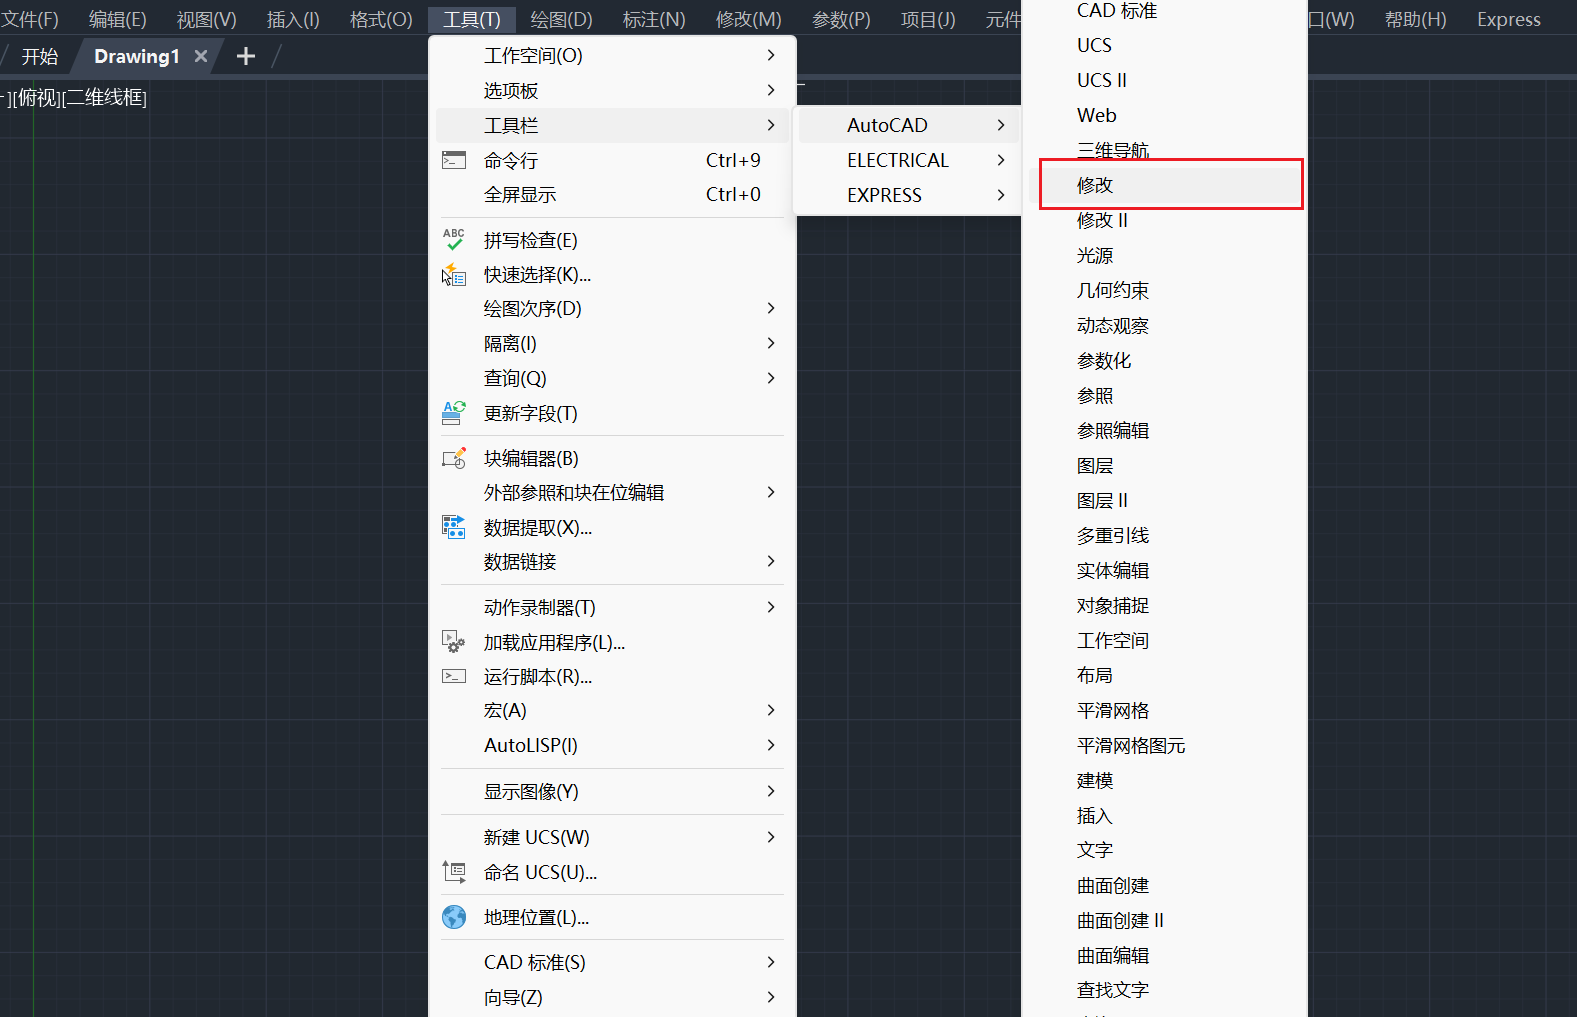 文件(F) 编辑(E) 视图(V) 插入(I) 格式(O) 工具(T) 绘图(D) 标注(N) 修改(M) 参数(P) 项目(J) 元件 口(W) 帮助(H) Express
开始 Drawing1
-][俯视][二维线框]
工作空间(O)
选项板
工具栏
命令行 Ctrl+9
全屏显示 Ctrl+0
ABC 拼写检查(E)
快速选择(K)...
绘图次序(D)
隔离(I)
查询(Q)
更新字段(T)
块编辑器(B)
外部参照和块在位编辑
数据提取(X)...
数据链接
动作录制器(T)
加载应用程序(L)...
运行脚本(R)...
宏(A)
AutoLISP(I)
显示图像(Y)
新建 UCS(W)
命名 UCS(U)...
地理位置(L)...
CAD 标准(S)
向导(Z)
AutoCAD
ELECTRICAL
EXPRESS
CAD 标准
UCS
UCS II
Web
三维导航
修改
修改 II
光源
几何约束
动态观察
参数化
参照
参照编辑
图层
图层 II
多重引线
实体编辑
对象捕捉
工作空间
布局
平滑网格
平滑网格图元
建模
插入
文字
曲面创建
曲面创建 II
曲面编辑
查找文字